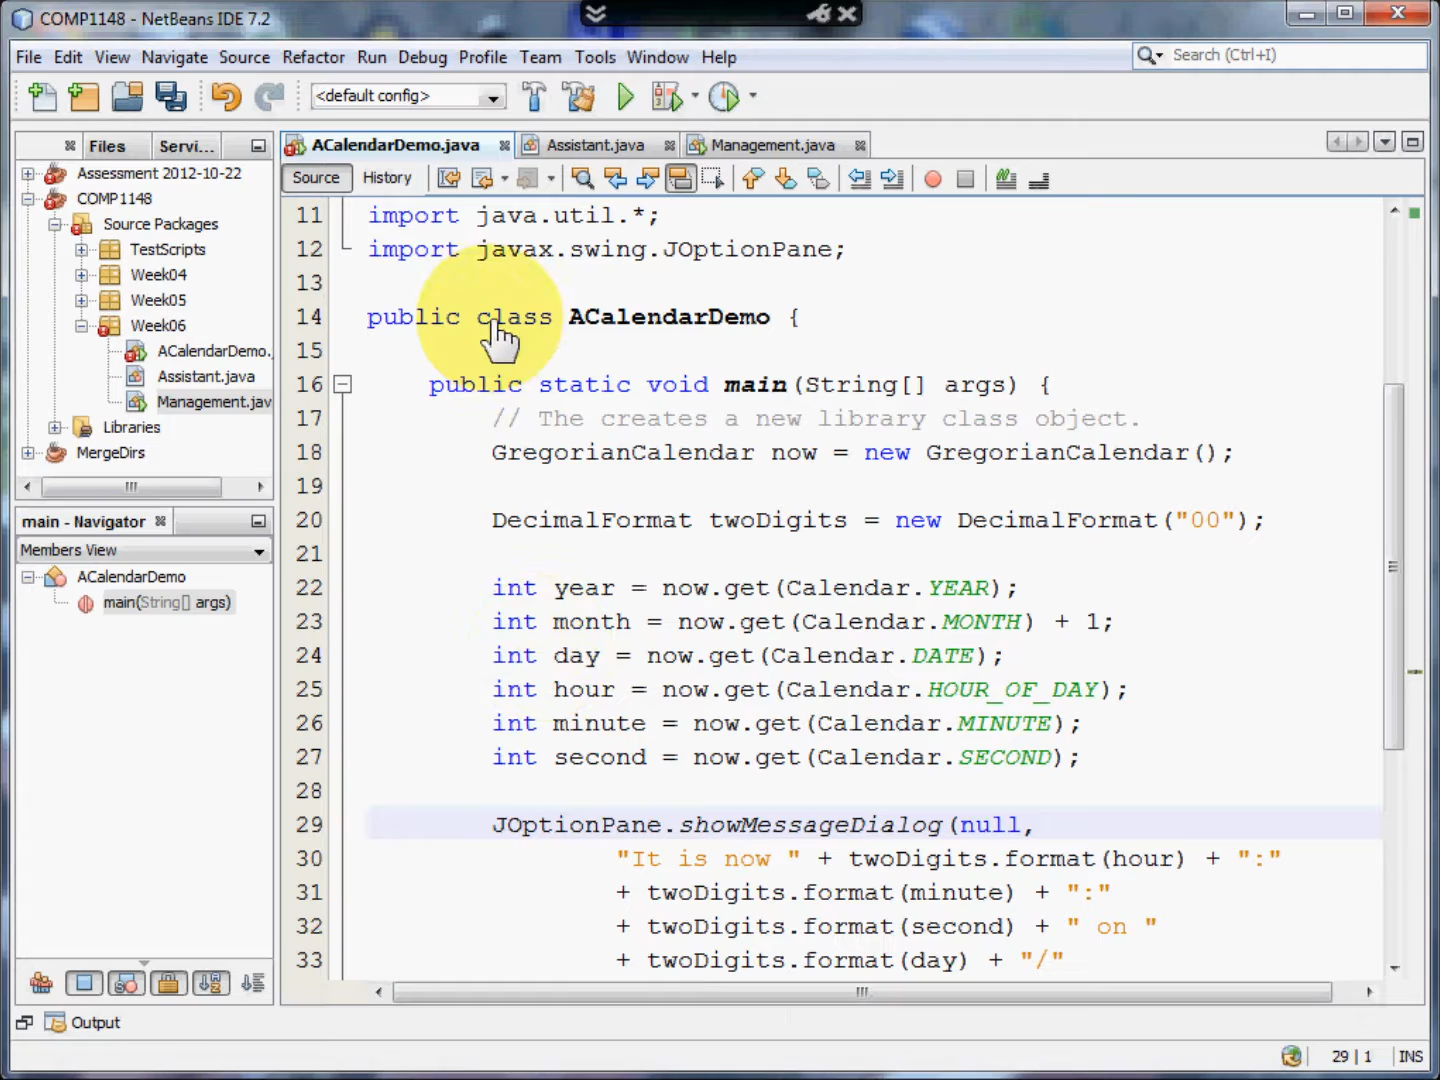 COMP1148 - NetBeans IDE 7.2
File Edit View Navigate Source Refactor Run Debug Profile Team Tools Window Help
Search (Ctrl+I)
<default config>
Files Servi...
ACalendarDemo.java Assistant.java Management.java
Source History
Assessment 2012-10-22
COMP1148
Source Packages
TestScripts
Week04
Week05
Week06
ACalendarDemo.
Assistant.java
Management.jav
Libraries
MergeDirs
main - Navigator
Members View
ACalendarDemo
main(String[] args)
11 import java.util.*;
12 import javax.swing.JOptionPane;
13
14 public class ACalendarDemo {
15
16 public static void main(String[] args) {
17 // The creates a new library class object.
18 GregorianCalendar now = new GregorianCalendar();
19
20 DecimalFormat twoDigits = new DecimalFormat("00");
21
22 int year = now.get(Calendar.YEAR);
23 int month = now.get(Calendar.MONTH) + 1;
24 int day = now.get(Calendar.DATE);
25 int hour = now.get(Calendar.HOUR_OF_DAY);
26 int minute = now.get(Calendar.MINUTE);
27 int second = now.get(Calendar.SECOND);
28
29 JOptionPane.showMessageDialog(null,
30 "It is now " + twoDigits.format(hour) + ":"
31 + twoDigits.format(minute) + ":"
32 + twoDigits.format(second) + " on "
33 + twoDigits.format(day) + "/"
Output
29 | 1 INS